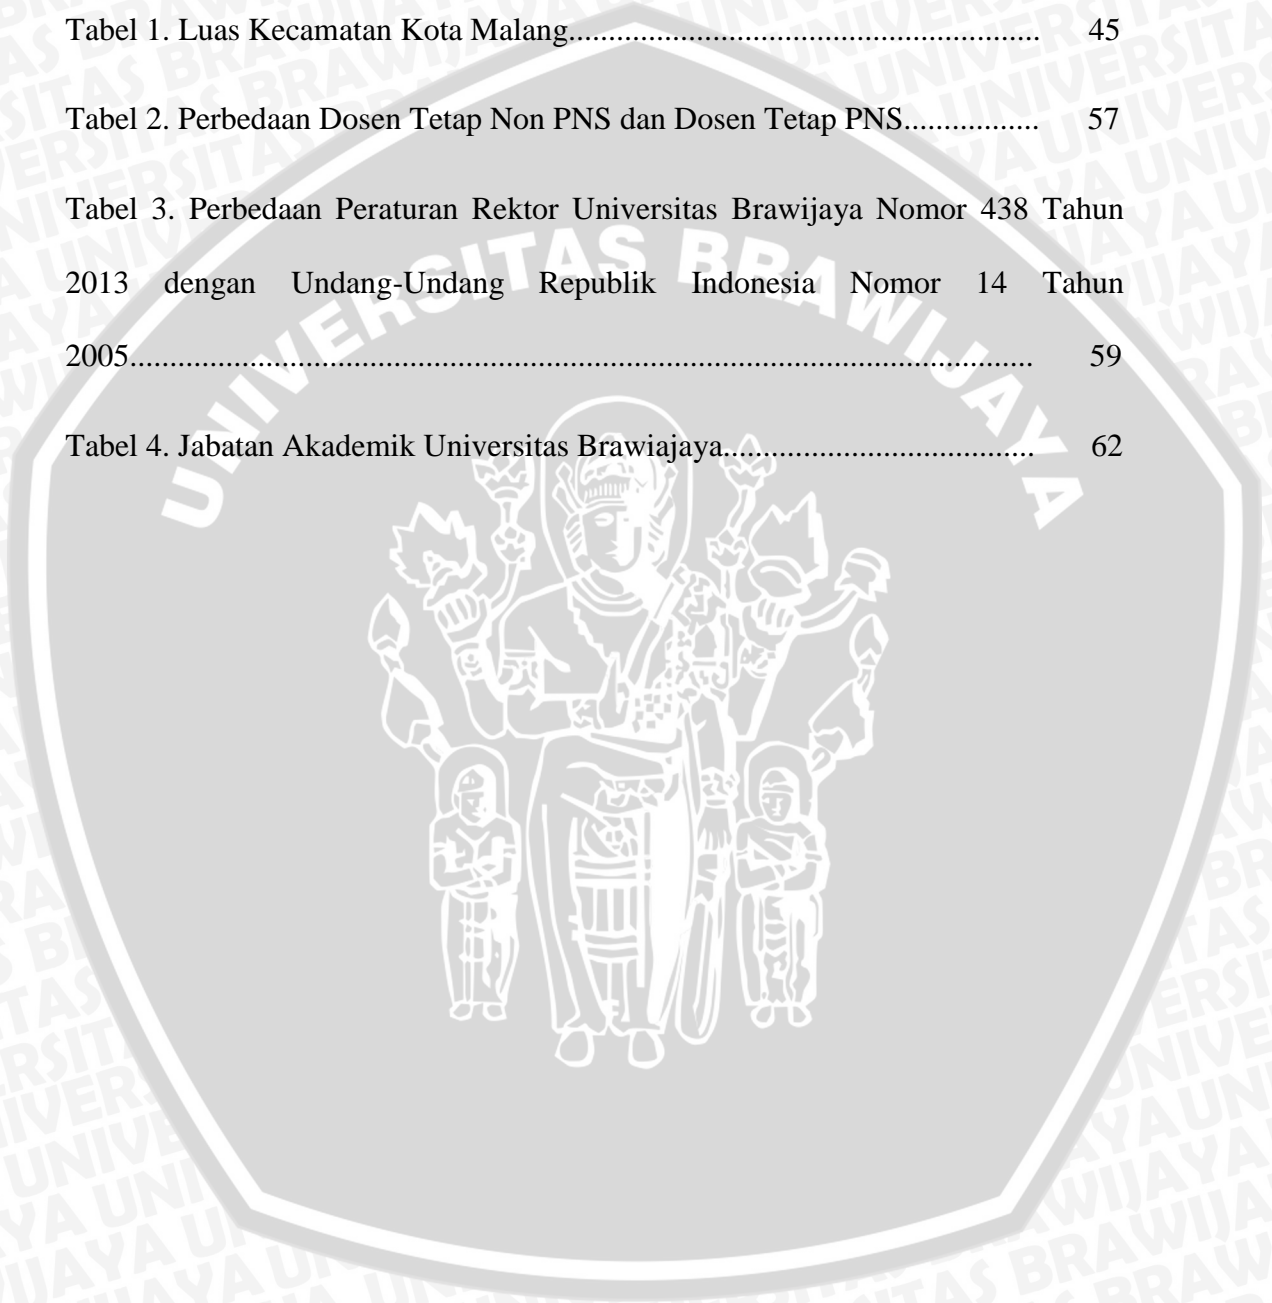 Tabel 1. Luas Kecamatan Kota Malang........................................................... 45
Tabel 2. Perbedaan Dosen Tetap Non PNS dan Dosen Tetap PNS................. 57
Tabel 3. Perbedaan Peraturan Rektor Universitas Brawijaya Nomor 438 Tahun
2013 dengan Undang-Undang Republik Indonesia Nomor 14 Tahun
2005................................................................................................................. 59
Tabel 4. Jabatan Akademik Universitas Brawiajaya....................................... 62
UNIVERSITAS BRAWIJAYA